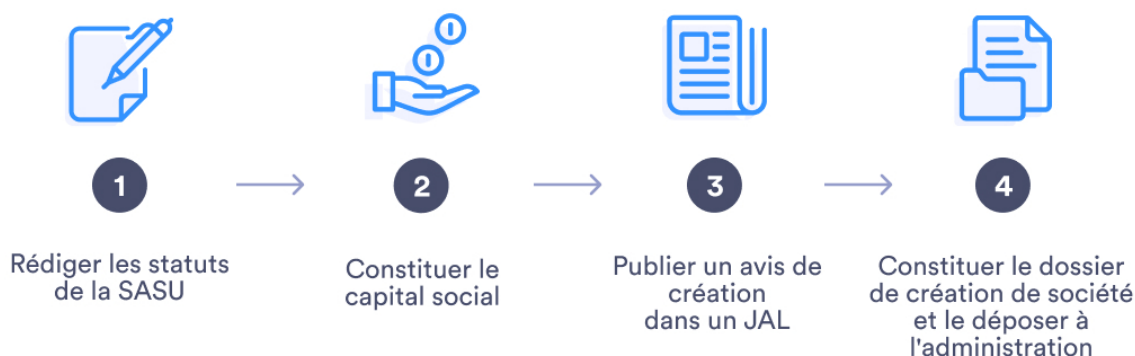 1
2
3
4
Rédiger les statuts
de la SASU
Constituer le
capital social
Publier un avis de
création
dans un JAL
Constituer le dossier
de création de société
et le déposer à
l'administration